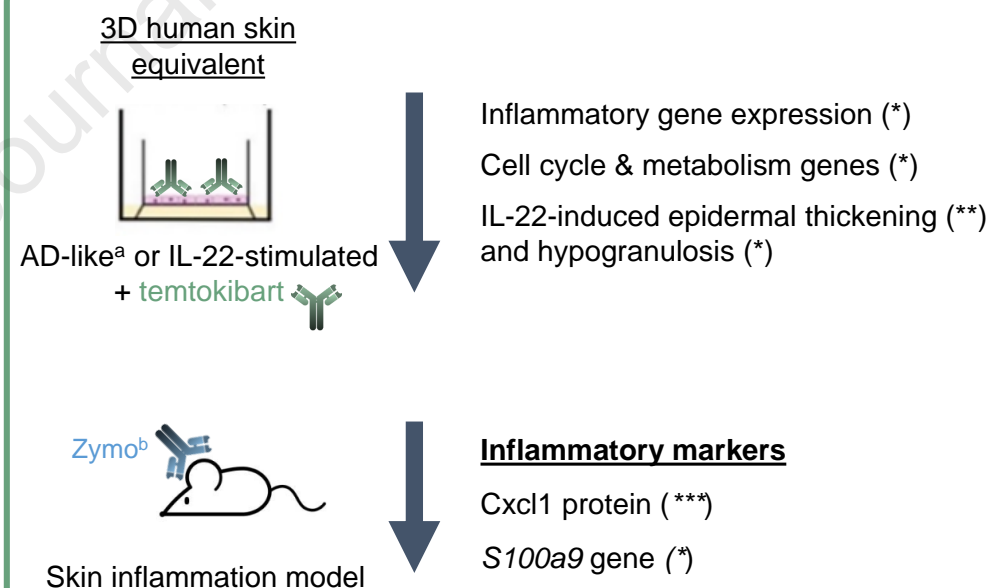 3D human skin
equivalent
Inflammatory gene expression (*)
Cell cycle & metabolism genes (*)
IL-22-induced epidermal thickening (**)
and hypogranulosis (*)
AD-likeᵃ or IL-22-stimulated
+ temtokibart
Zymoᵇ
Inflammatory markers
Cxcl1 protein (***)
S100a9 gene (*)
Skin inflammation model